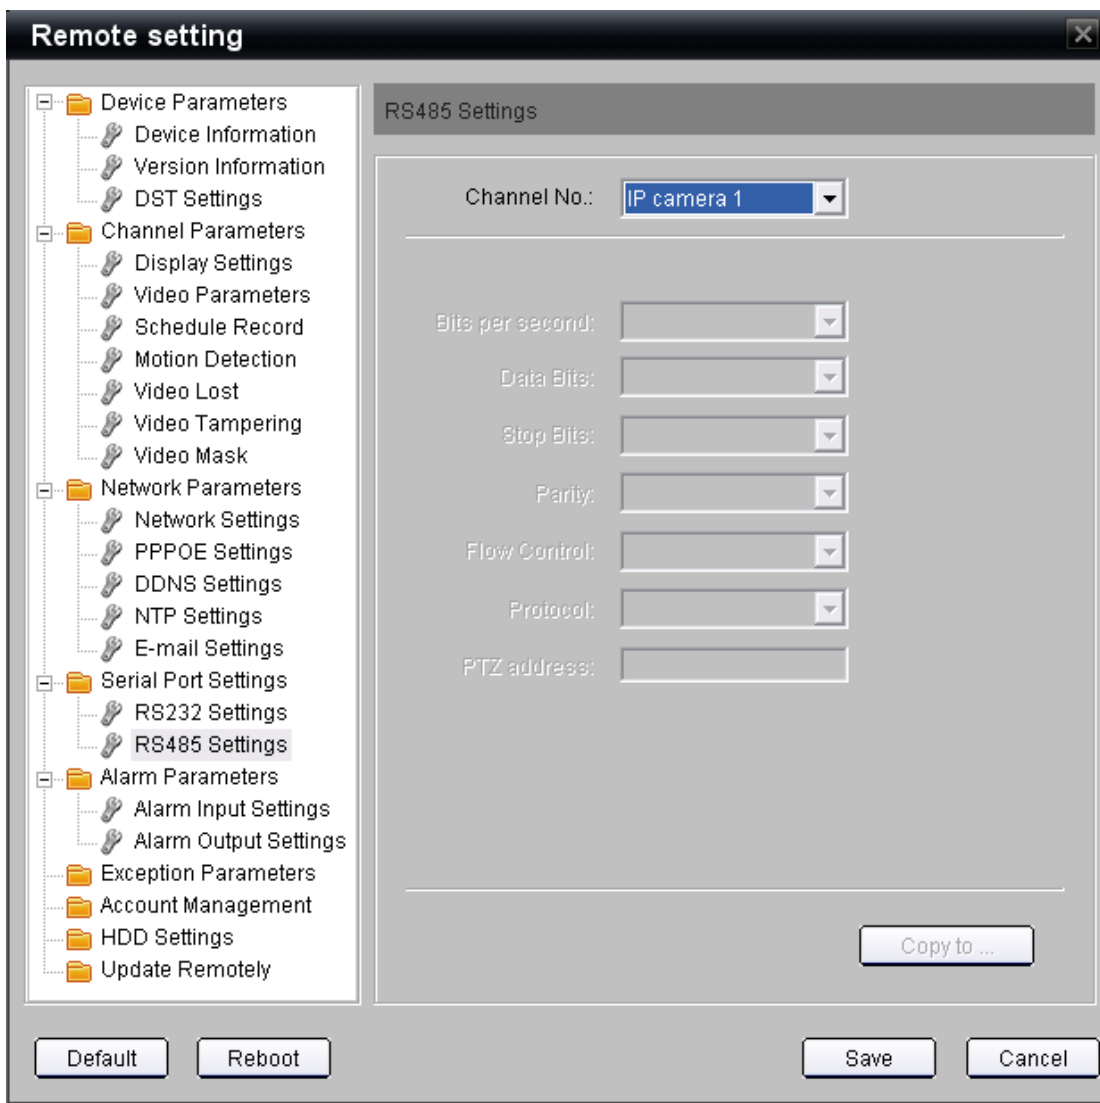 Remote setting
Device Parameters
Device Information
Version Information
DST Settings
Channel Parameters
Display Settings
Video Parameters
Schedule Record
Motion Detection
Video Lost
Video Tampering
Video Mask
Network Parameters
Network Settings
PPPOE Settings
DDNS Settings
NTP Settings
E-mail Settings
Serial Port Settings
RS232 Settings
RS485 Settings
Alarm Parameters
Alarm Input Settings
Alarm Output Settings
Exception Parameters
Account Management
HDD Settings
Update Remotely
RS485 Settings
Channel No.: IP camera 1
Bits per second:
Data Bits:
Stop Bits:
Parity:
Flow Control:
Protocol:
PTZ address:
Copy to ...
Default Reboot Save Cancel